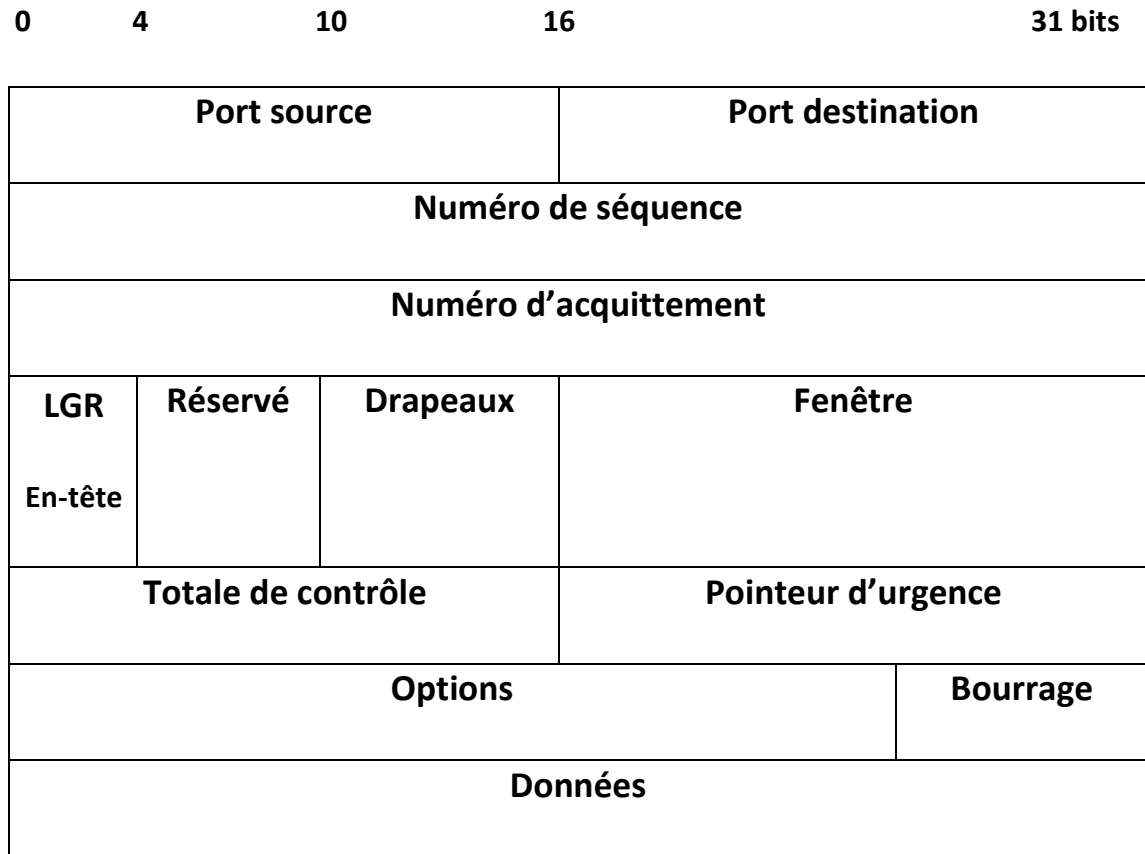 0 4 10 16 31 bits
Port source Port destination
Numéro de séquence
Numéro d’acquittement
LGR Réservé Drapeaux Fenêtre
En-tête
Totale de contrôle Pointeur d’urgence
Options Bourrage
Données